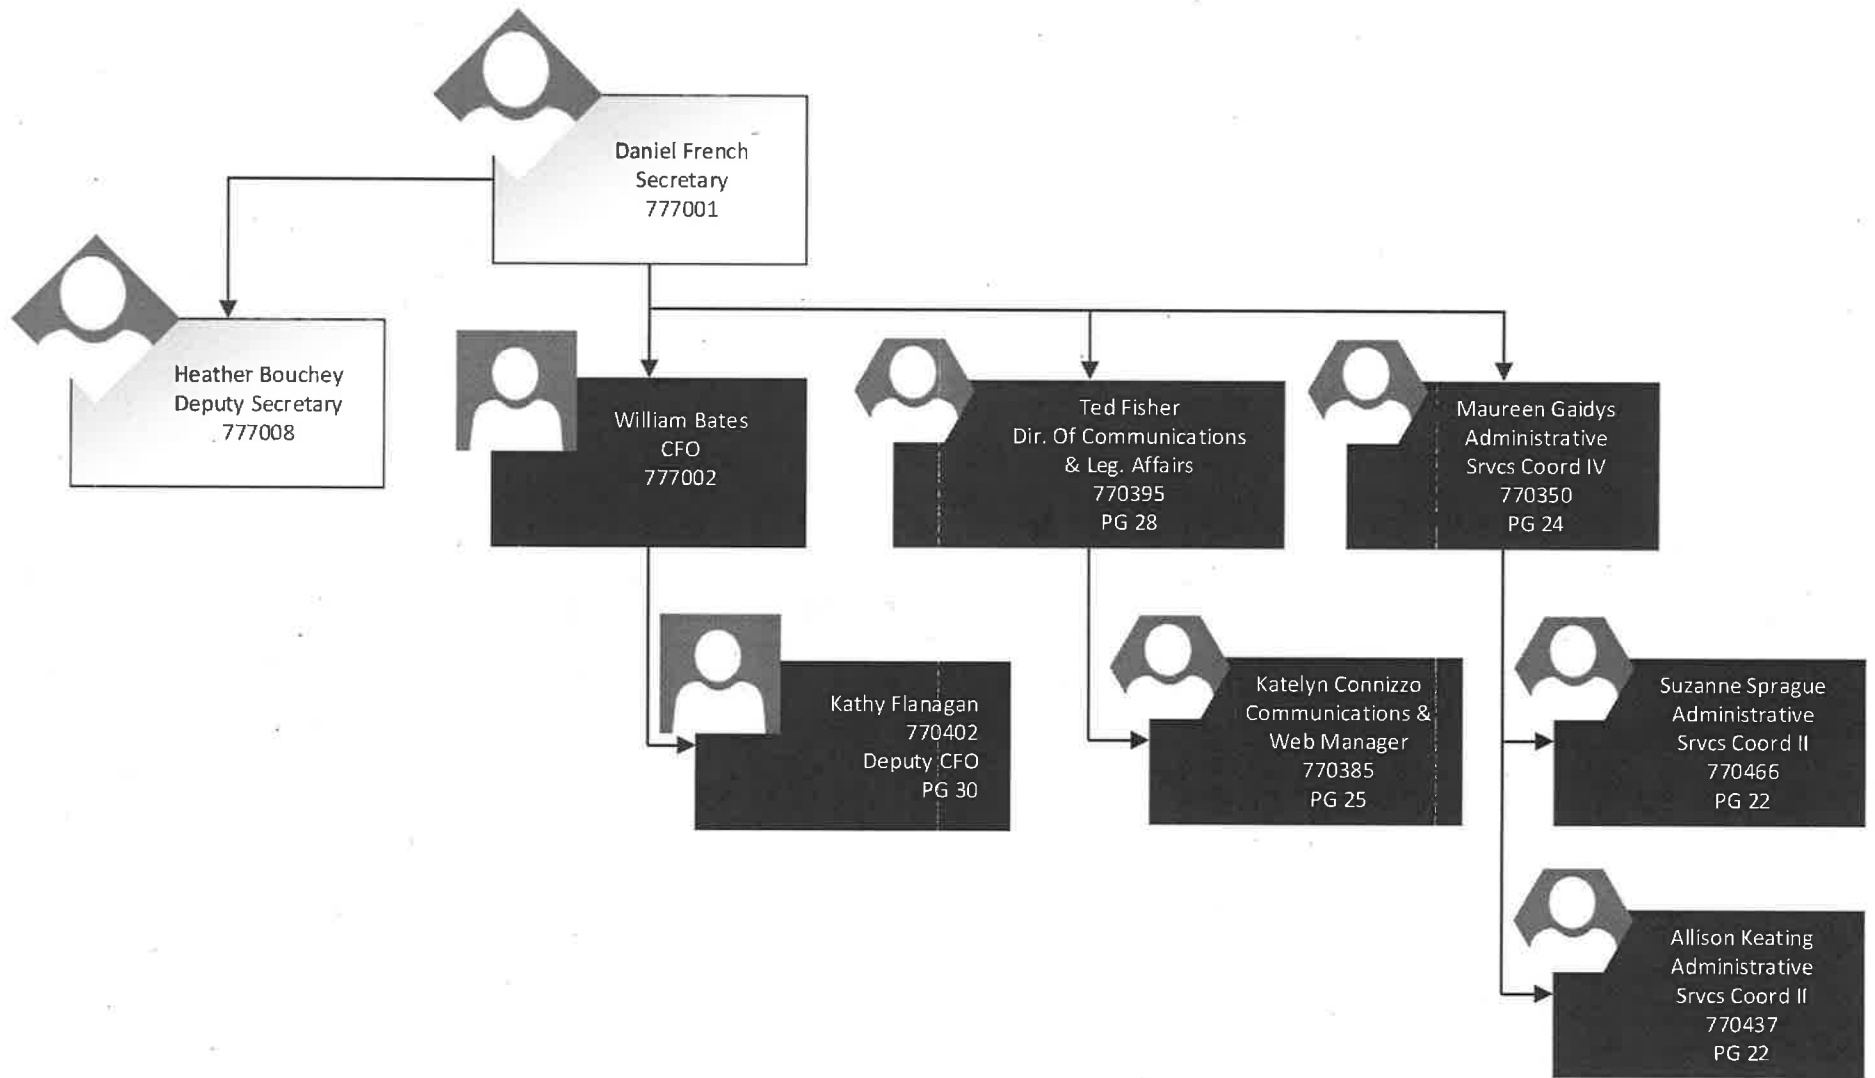 Daniel French
Secretary
777001
Heather Bouchey
Deputy Secretary
777008
William Bates
CFO
777002
Ted Fisher
Dir. Of Communications
& Leg. Affairs
770395
PG 28
Maureen Gaidys
Administrative
Srvcs Coord IV
770350
PG 24
Kathy Flanagan
770402
Deputy CFO
PG 30
Katelyn Connizzo
Communications &
Web Manager
770385
PG 25
Suzanne Sprague
Administrative
Srvcs Coord II
770466
PG 22
Allison Keating
Administrative
Srvcs Coord II
770437
PG 22